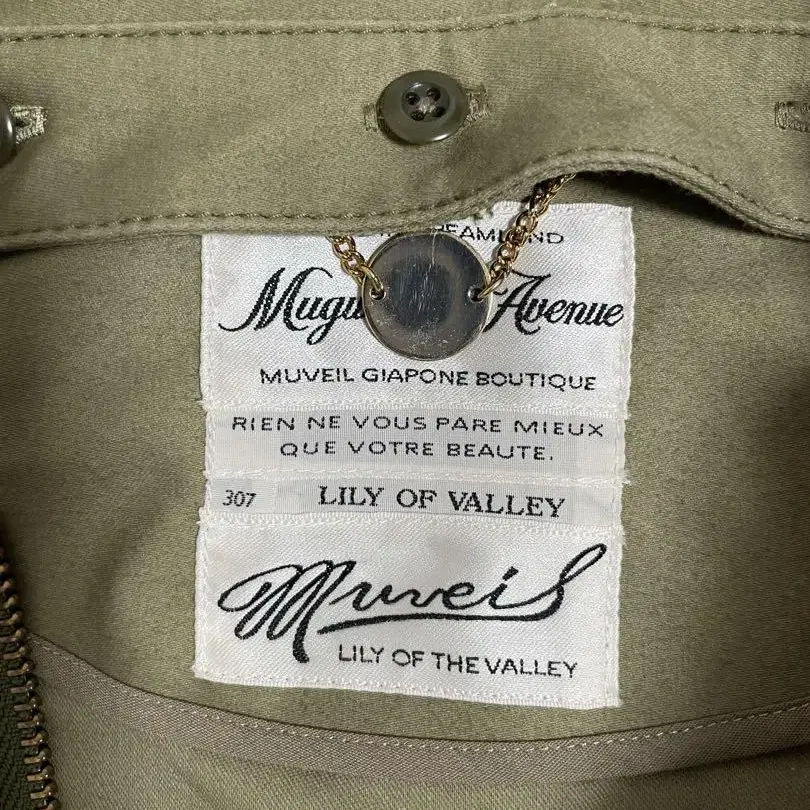 Avenue
MUVEIL GIAPONE BOUTIQUE
RIEN NE VOUS PARE MIEUX
QUE VOTRE BEAUTE.
307 LILY OF VALLEY
Muveil
LILY OF THE VALLEY